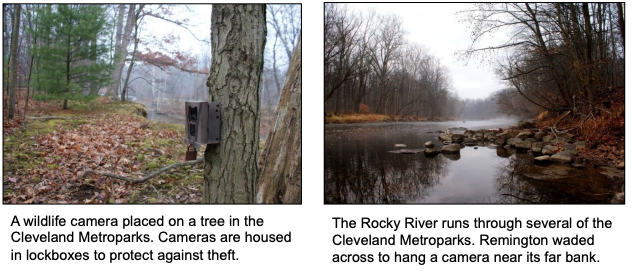 A wildlife camera placed on a tree in the
Cleveland Metroparks. Cameras are housed
in lockboxes to protect against theft.
The Rocky River runs through several of the
Cleveland Metroparks. Remington waded
across to hang a camera near its far bank.